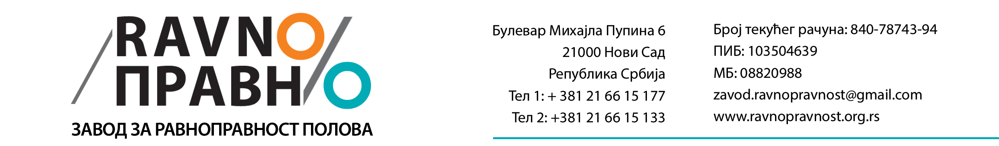 RAVNO
ПРАВНО
ЗАВОД ЗА РАВНОПРАВНОСТ ПОЛОВА
Булевар Михајла Пупина 6
21000 Нови Сад
Република Србија
Тел 1: + 381 21 66 15 177
Тел 2: +381 21 66 15 133
Број текућег рачуна: 840-78743-94
ПИБ: 103504639
МБ: 08820988
zavod.ravnopravnost@gmail.com
www.ravnopravnost.org.rs